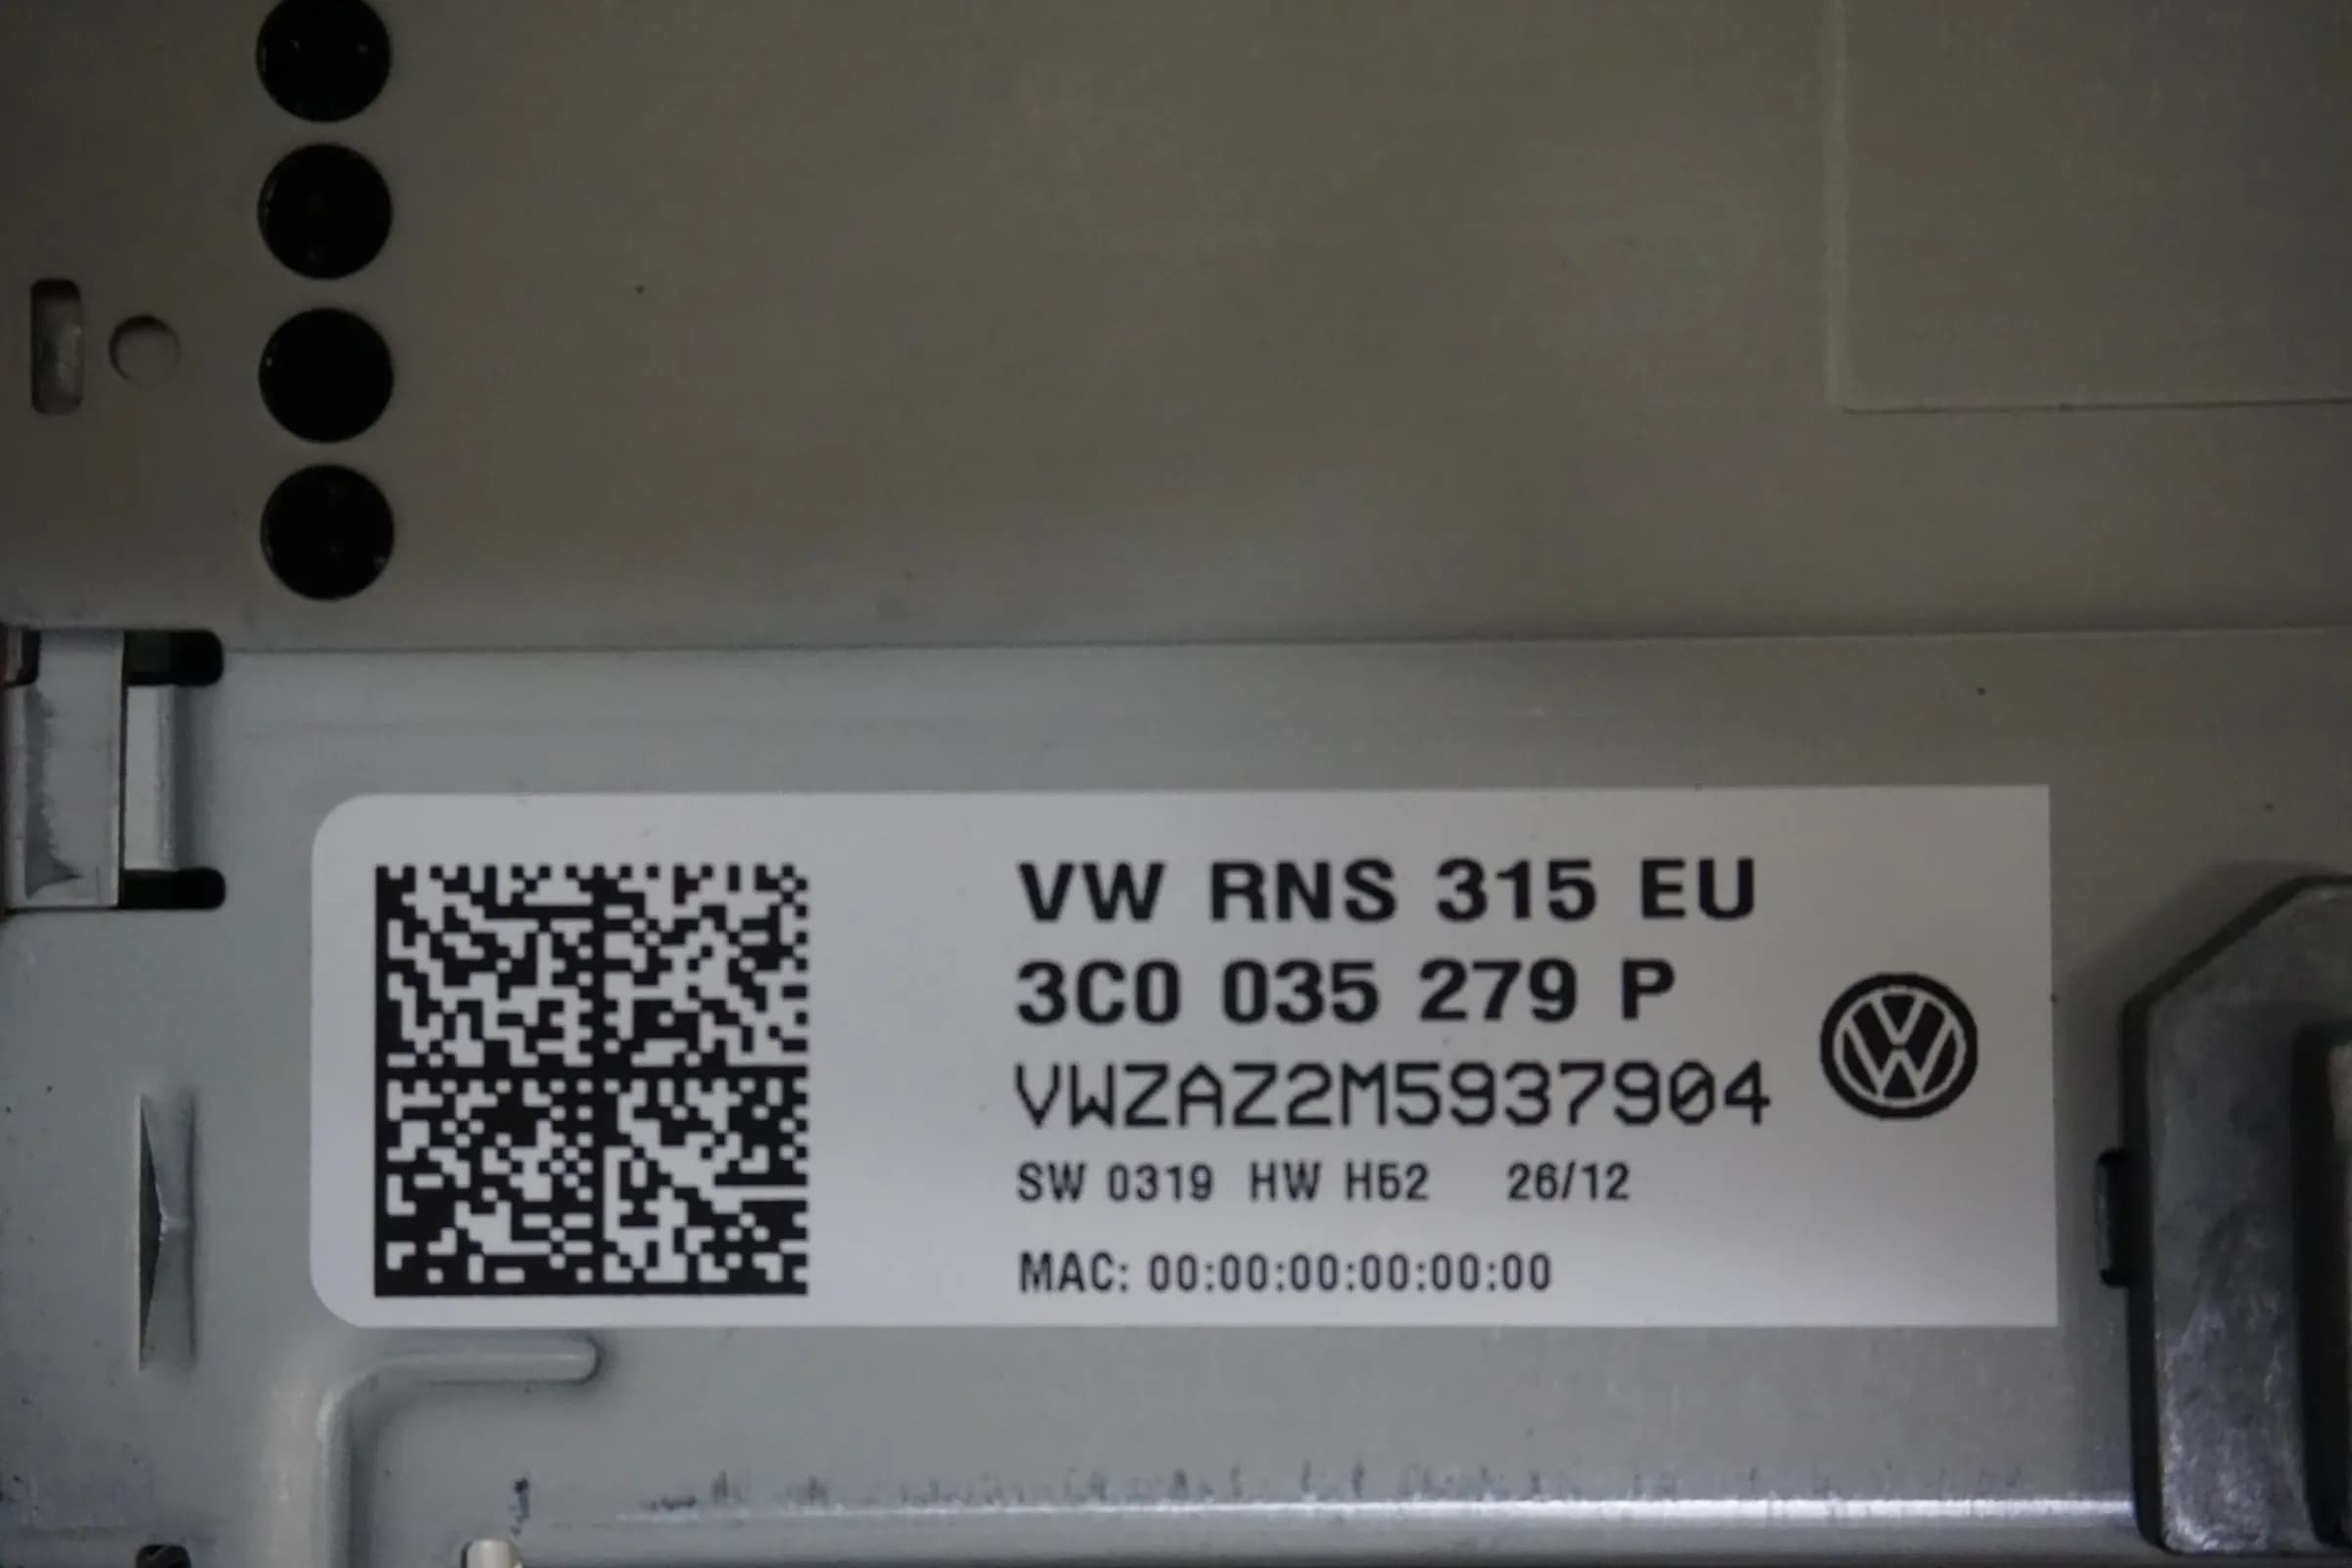 VW RNS 315 EU
3C0 035 279 P
VWZAZ2M5937904
SW 0319 HW H52 26/12
MAC: 00:00:00:00:00:00